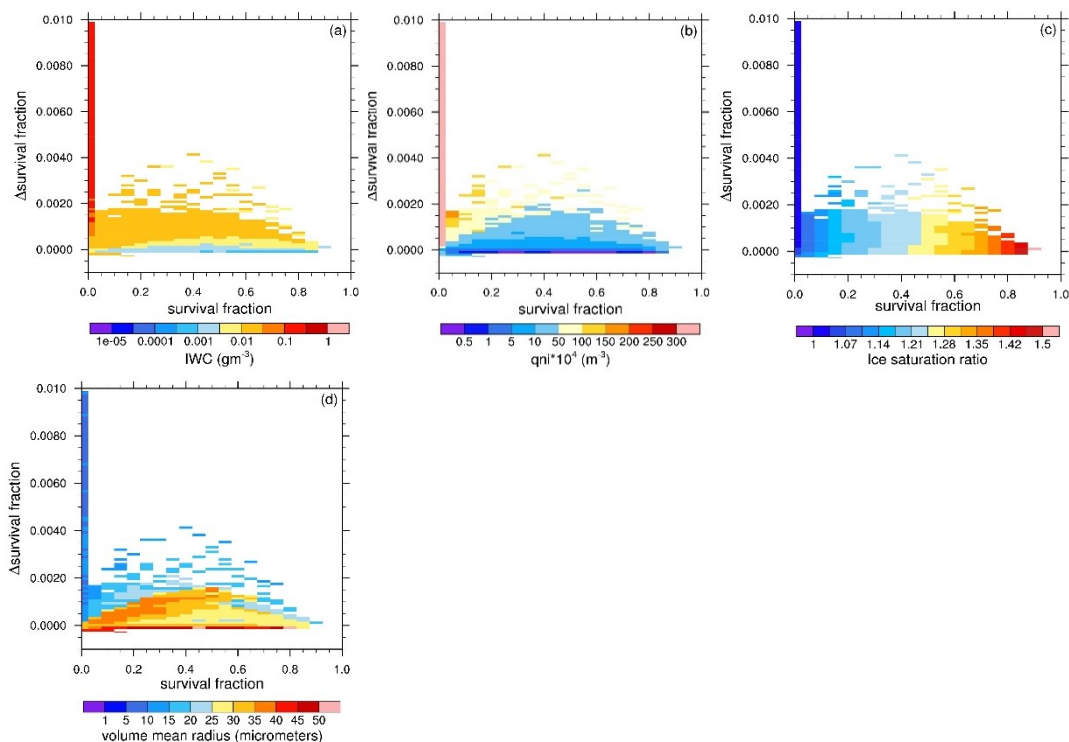 0.010 (a) 0.010 (b) 0.010 (c)
0.0080 0.0080 0.0080
Δsurvival fraction Δsurvival fraction Δsurvival fraction
0.0060 0.0060 0.0060
0.0040 0.0040 0.0040
0.0020 0.0020 0.0020
0.0000 0.0000 0.0000
0.0 0.2 0.4 0.6 0.8 1.0 0.0 0.2 0.4 0.6 0.8 1.0 0.0 0.2 0.4 0.6 0.8 1.0
survival fraction survival fraction survival fraction
1e-05 0.0001 0.001 0.01 0.1 1 0.5 1 5 10 50 100 150 200 250 300 1 1.07 1.14 1.21 1.28 1.35 1.42 1.5
IWC (gm⁻³) qni*10⁴ (m⁻³) Ice saturation ratio
0.010 (d)
0.0080
Δsurvival fraction
0.0060
0.0040
0.0020
0.0000
0.0 0.2 0.4 0.6 0.8 1.0
survival fraction
1 5 10 15 20 25 30 35 40 45 50
volume mean radius (micrometers)